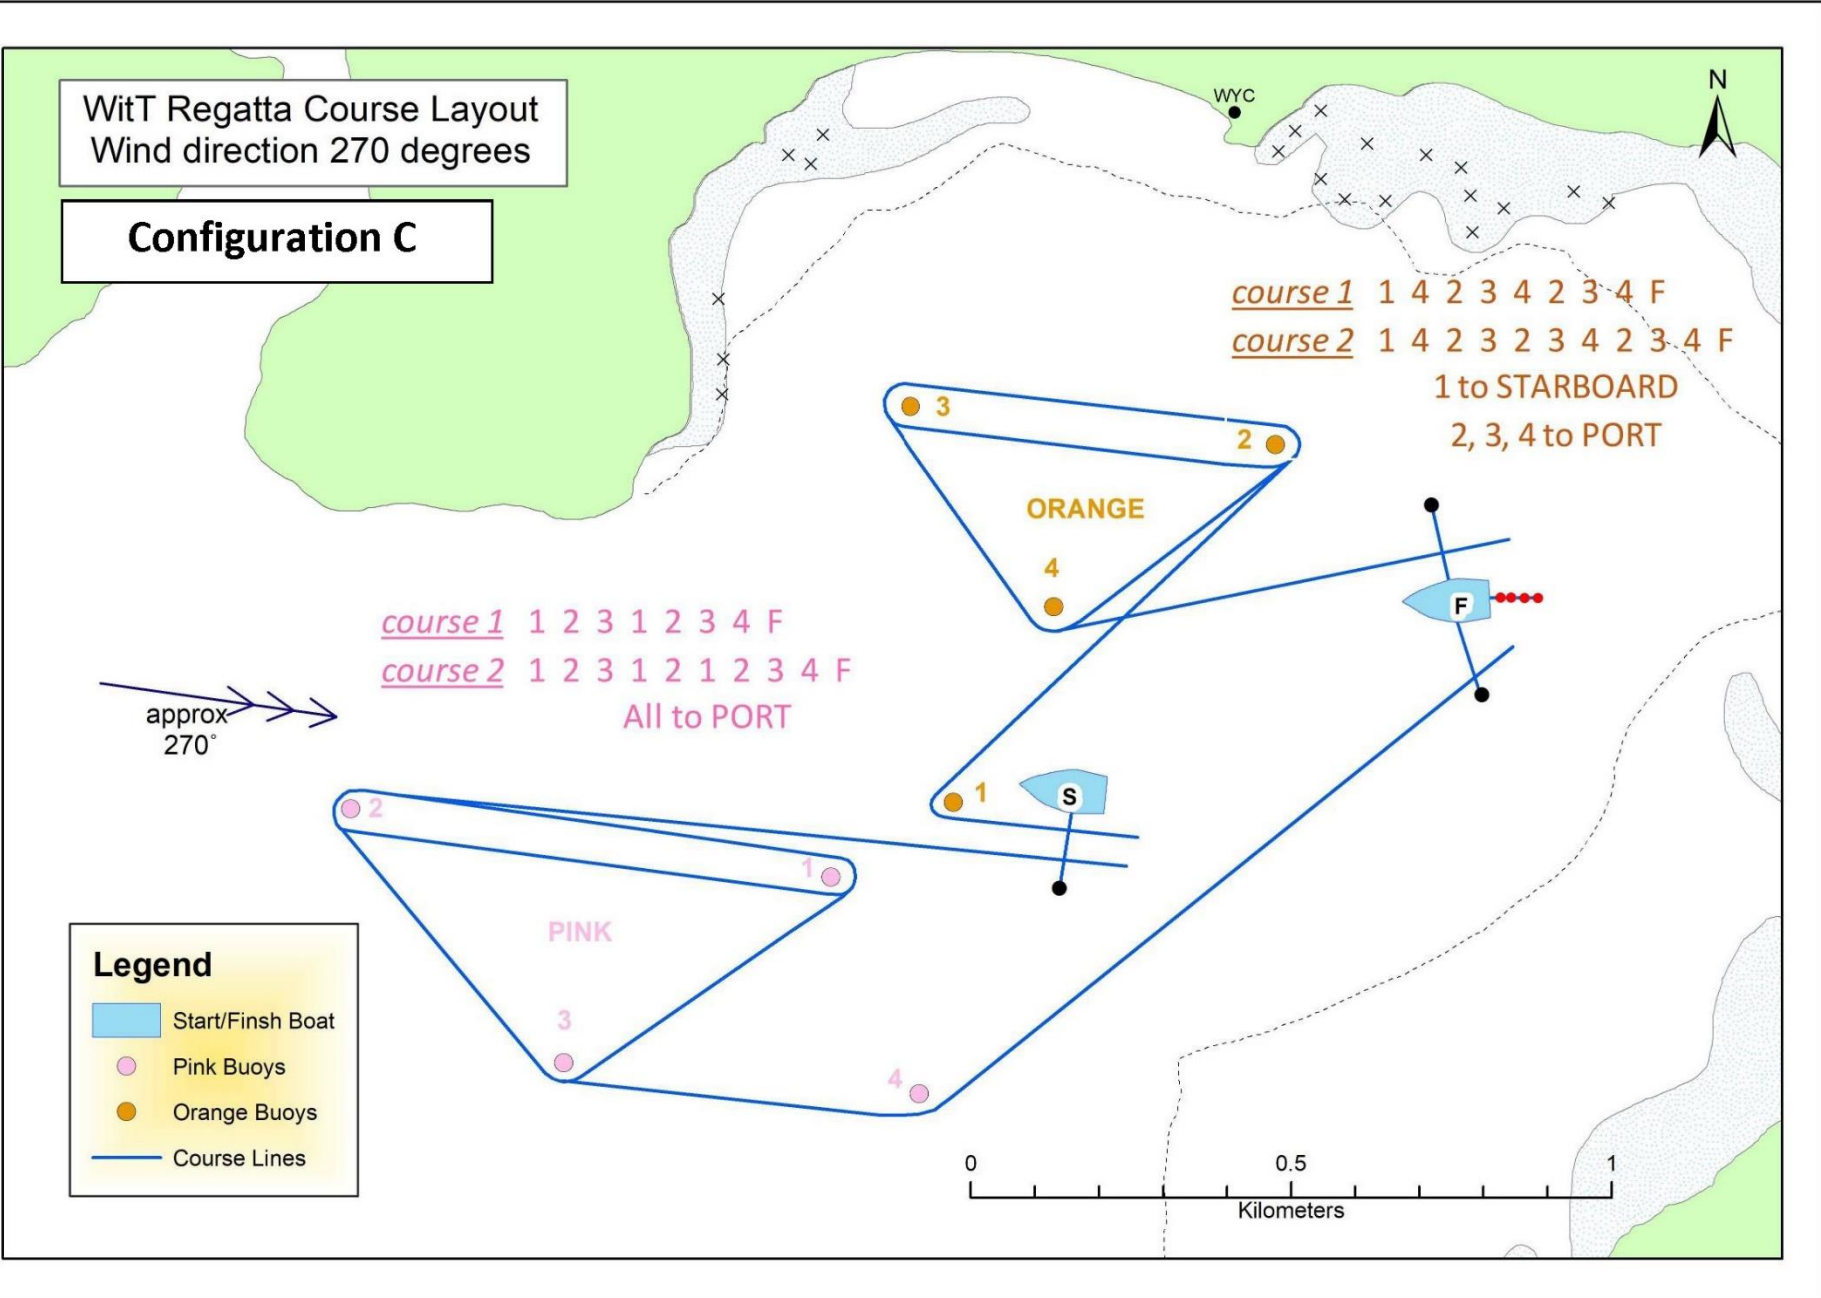 WitT Regatta Course Layout
Wind direction 270 degrees
Configuration C
WYC
N
course 1 1 4 2 3 4 2 3 4 F
course 2 1 4 2 3 2 3 4 2 3 4 F
1 to STARBOARD
2, 3, 4 to PORT
3
2
ORANGE
4
F
course 1 1 2 3 1 2 3 4 F
course 2 1 2 3 1 2 1 2 3 4 F
All to PORT
approx
270°
1
S
2
1
PINK
3
4
Legend
Start/Finsh Boat
Pink Buoys
Orange Buoys
Course Lines
0 0.5 1
Kilometers